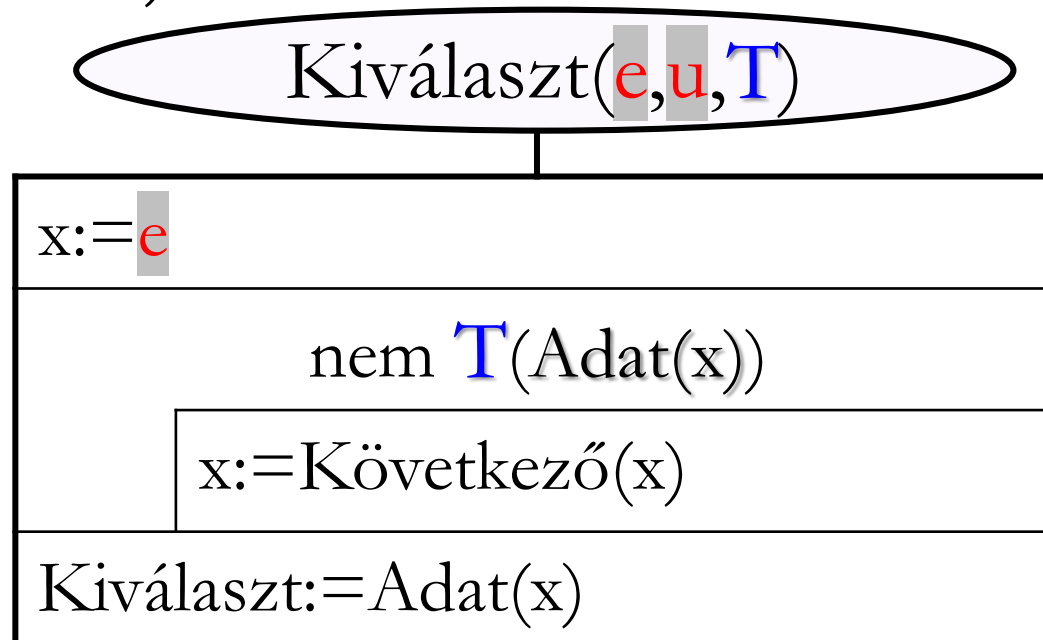 Kiválaszt(e,u,T)
x:=e
nem T(Adat(x))
x:=Következő(x)
Kiválaszt:=Adat(x)